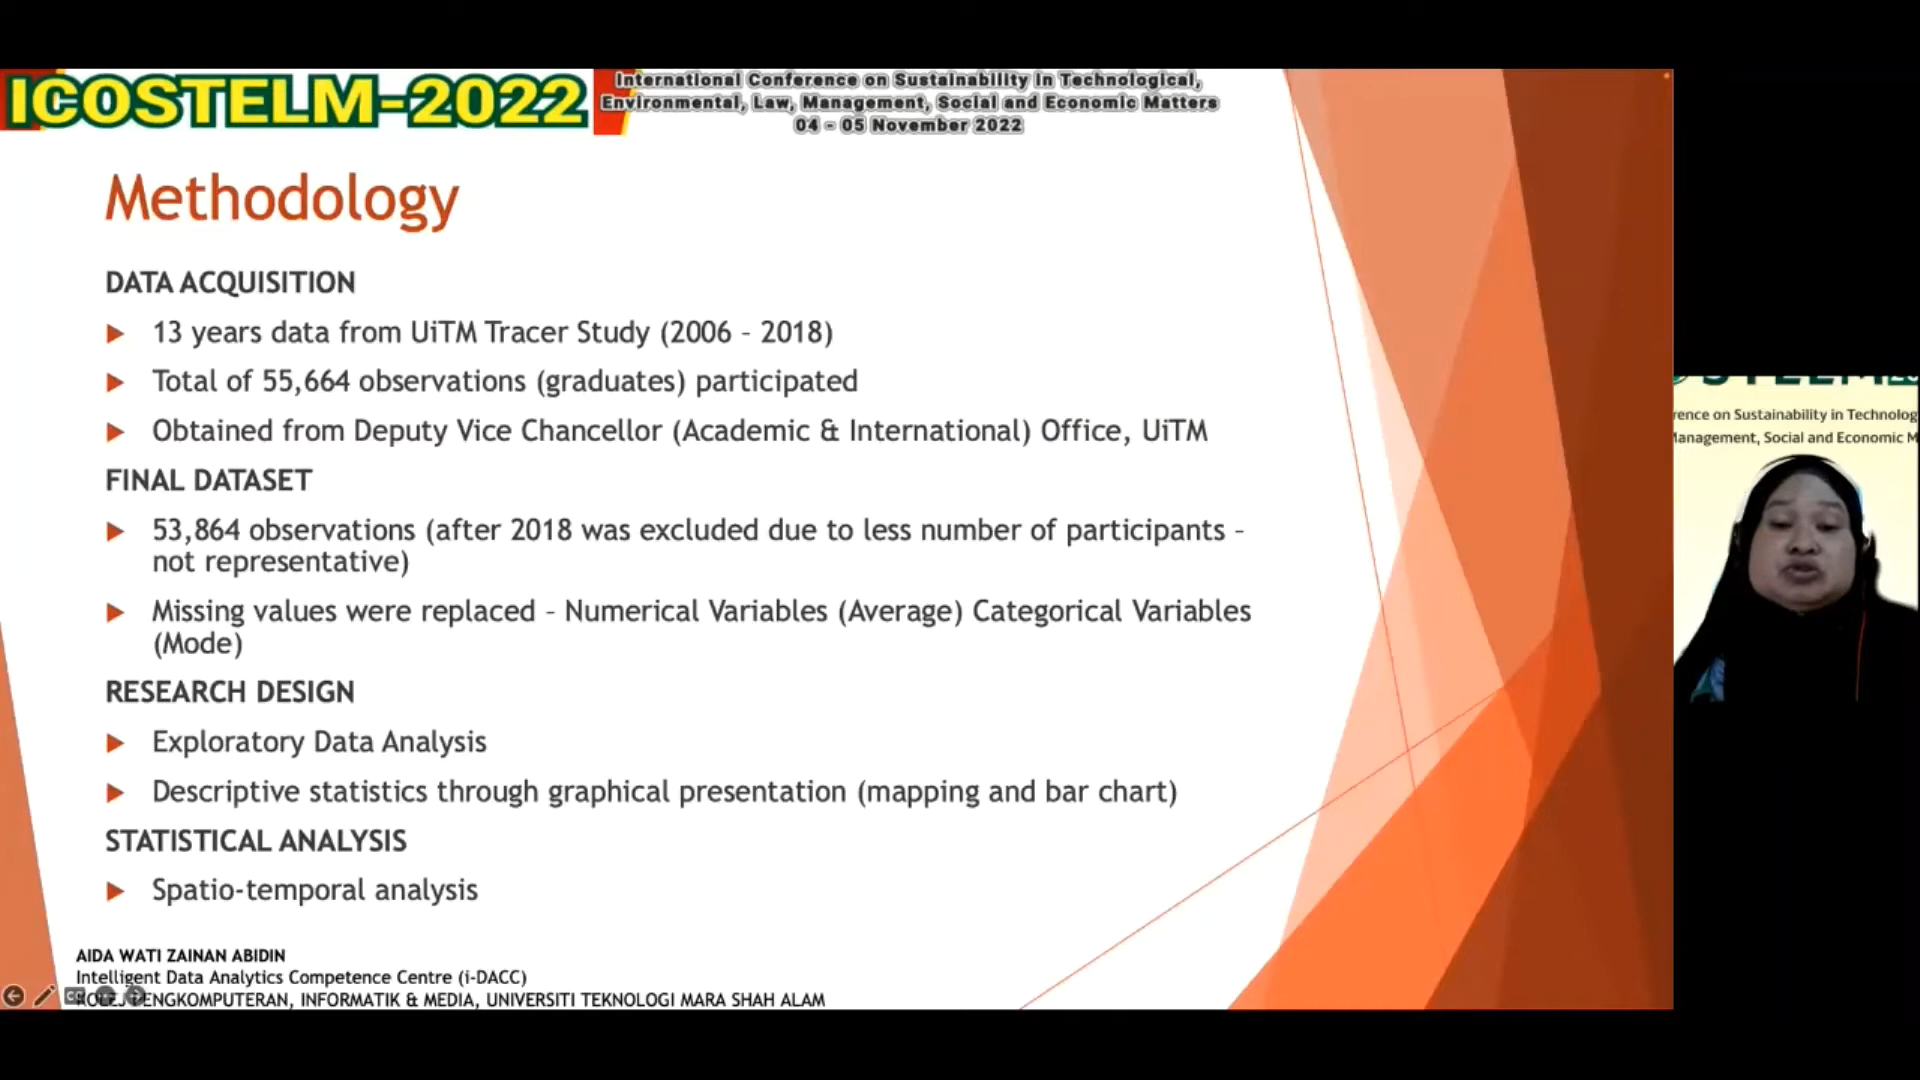 ICOSTELM-2022
International Conference on Sustainability in Technological,
Environmental, Law, Management, Social and Economic Matters
04 - 05 November 2022
Methodology
DATA ACQUISITION
13 years data from UiTM Tracer Study (2006 – 2018)
Total of 55,664 observations (graduates) participated
Obtained from Deputy Vice Chancellor (Academic & International) Office, UiTM
FINAL DATASET
53,864 observations (after 2018 was excluded due to less number of participants –
not representative)
Missing values were replaced – Numerical Variables (Average) Categorical Variables
(Mode)
RESEARCH DESIGN
Exploratory Data Analysis
Descriptive statistics through graphical presentation (mapping and bar chart)
STATISTICAL ANALYSIS
Spatio-temporal analysis
AIDA WATI ZAINAN ABIDIN
Intelligent Data Analytics Competence Centre (i-DACC)
INFORMATIK & MEDIA, UNIVERSITI TEKNOLOGI MARA SHAH ALAM
on Sustainability in
Social and Economic